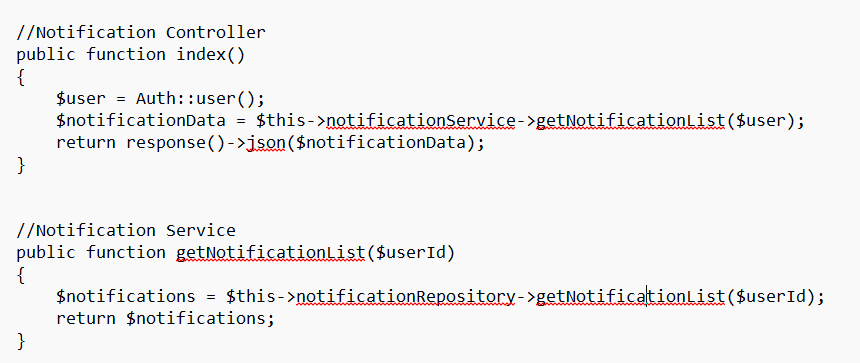 //Notification Controller
public function index()
{
    $user = Auth::user();
    $notificationData = $this->notificationService->getNotificationList($user);
    return response()->json($notificationData);
}
//Notification Service
public function getNotificationList($userId)
{
    $notifications = $this->notificationRepository->getNotificationList($userId);
    return $notifications;
}